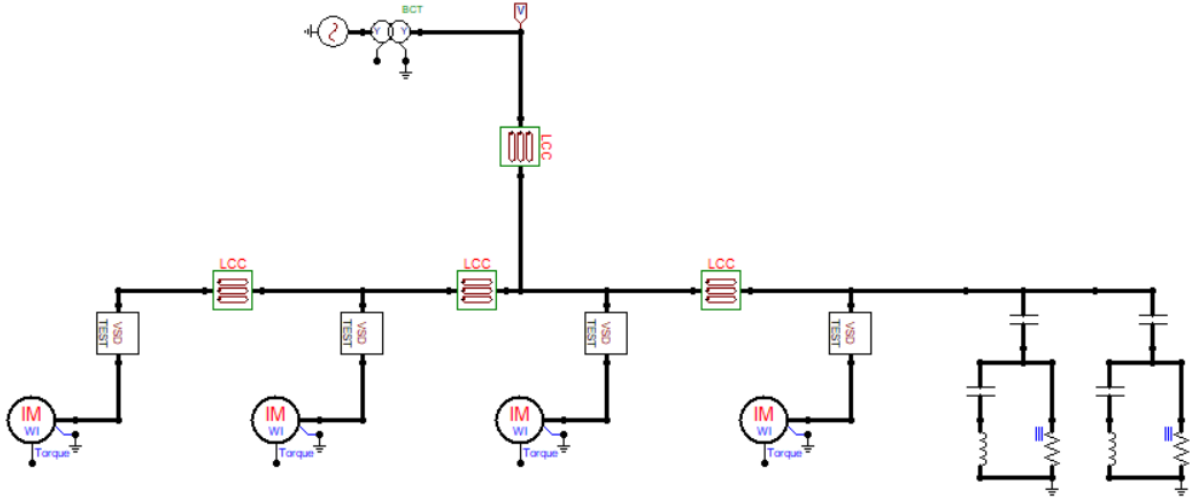 BCT
V
Y Y
LCC
LCC
LCC
LCC
VSD
TEST
VSD
TEST
VSD
TEST
VSD
TEST
IM
WI
Torque
IM
WI
Torque
IM
WI
Torque
IM
WI
Torque